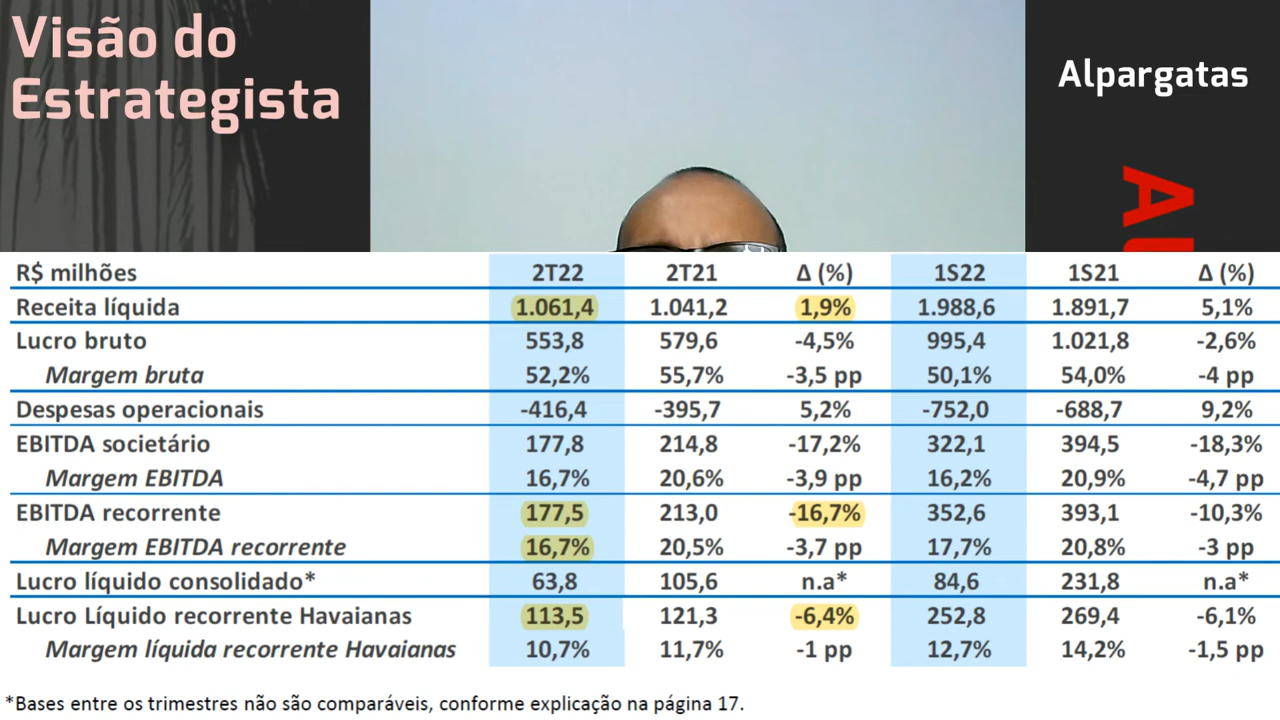 Visão do
Estrategista
Alpargatas
R$ milhões 2T22 2T21 Δ (%) 1S22 1S21 Δ (%)
Receita líquida 1.061,4 1.041,2 1,9% 1.988,6 1.891,7 5,1%
Lucro bruto 553,8 579,6 -4,5% 995,4 1.021,8 -2,6%
Margem bruta 52,2% 55,7% -3,5 pp 50,1% 54,0% -4 pp
Despesas operacionais -416,4 -395,7 5,2% -752,0 -688,7 9,2%
EBITDA societário 177,8 214,8 -17,2% 322,1 394,5 -18,3%
Margem EBITDA 16,7% 20,6% -3,9 pp 16,2% 20,9% -4,7 pp
EBITDA recorrente 177,5 213,0 -16,7% 352,6 393,1 -10,3%
Margem EBITDA recorrente 16,7% 20,5% -3,7 pp 17,7% 20,8% -3 pp
Lucro líquido consolidado* 63,8 105,6 n.a* 84,6 231,8 n.a*
Lucro Líquido recorrente Havaianas 113,5 121,3 -6,4% 252,8 269,4 -6,1%
Margem líquida recorrente Havaianas 10,7% 11,7% -1 pp 12,7% 14,2% -1,5 pp
*Bases entre os trimestres não são comparáveis, conforme explicação na página 17.